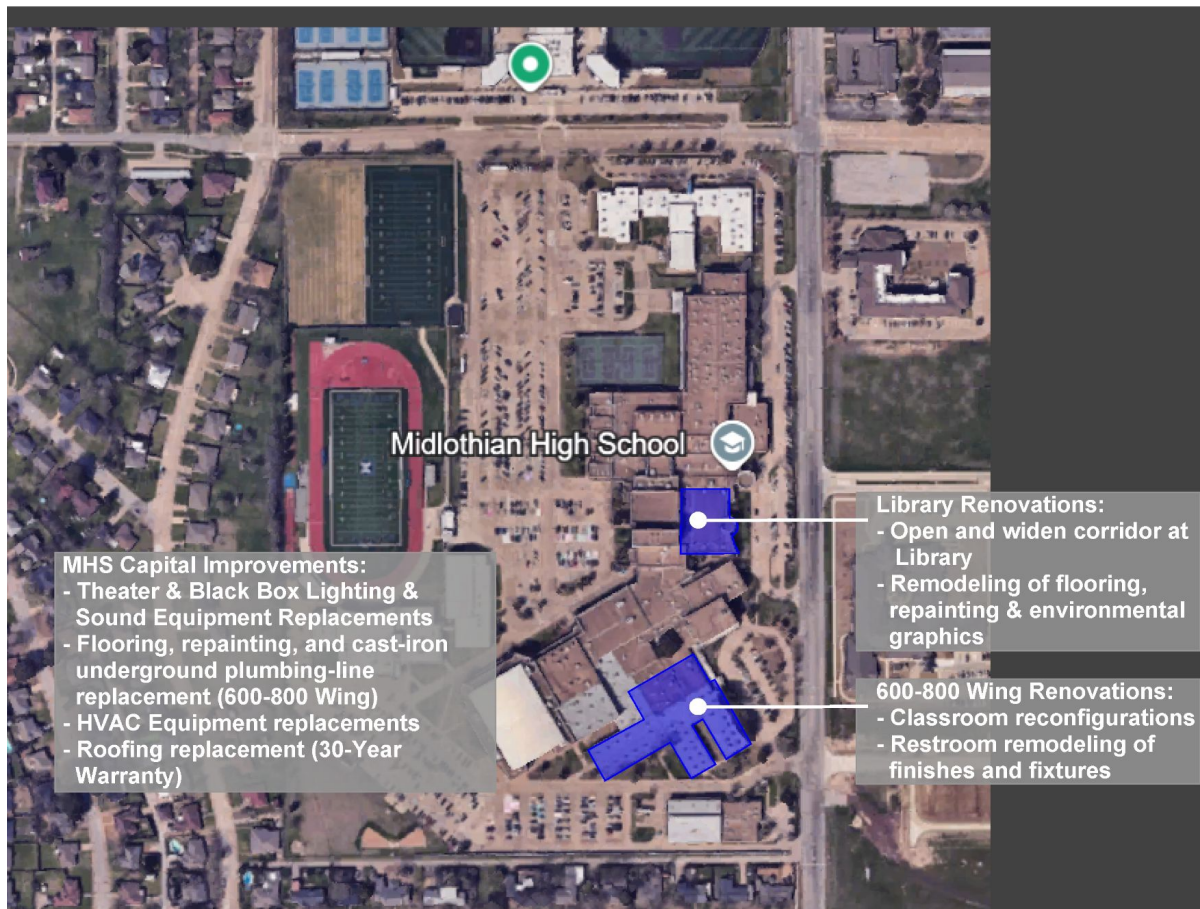 Midlothian High School
Library Renovations:
- Open and widen corridor at
Library
- Remodeling of flooring,
repainting & environmental
graphics
MHS Capital Improvements:
- Theater & Black Box Lighting &
Sound Equipment Replacements
- Flooring, repainting, and cast-iron
underground plumbing-line
replacement (600-800 Wing)
- HVAC Equipment replacements
- Roofing replacement (30-Year
Warranty)
600-800 Wing Renovations:
- Classroom reconfigurations
- Restroom remodeling of
finishes and fixtures